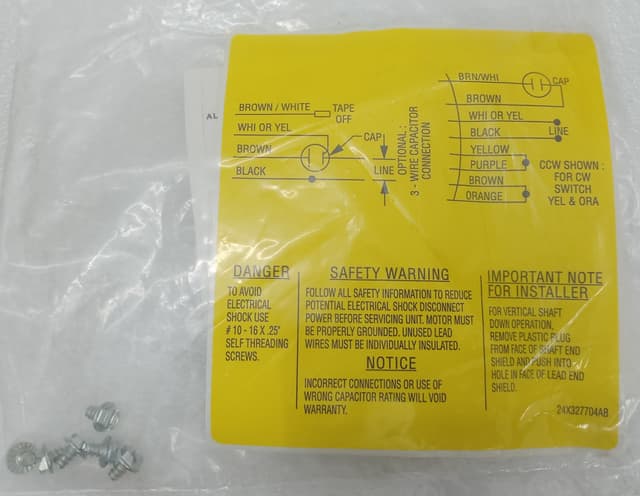 AL
BROWN / WHITE
TAPE
OFF
WHI OR YEL
CAP
BROWN
LINE
BLACK
OPTIONAL :
3 - WIRE CAPACITOR
CONNECTION
BRN/WHI
CAP
BROWN
WHI OR YEL
LINE
BLACK
YELLOW
PURPLE
BROWN
ORANGE
CCW SHOWN :
FOR CW
SWITCH
YEL & ORA
DANGER
TO AVOID
ELECTRICAL
SHOCK USE
# 10 - 16 X .25"
SELF THREADING
SCREWS.
SAFETY WARNING
FOLLOW ALL SAFETY INFORMATION TO REDUCE
POTENTIAL ELECTRICAL SHOCK DISCONNECT
POWER BEFORE SERVICING UNIT. MOTOR MUST
BE PROPERLY GROUNDED. UNUSED LEAD
WIRES MUST BE INDIVIDUALLY INSULATED.
NOTICE
INCORRECT CONNECTIONS OR USE OF
WRONG CAPACITOR RATING WILL VOID
WARRANTY.
IMPORTANT NOTE
FOR INSTALLER
FOR VERTICAL SHAFT
DOWN OPERATION,
REMOVE PLASTIC PLUG
FROM FACE OF SHAFT END
SHIELD AND PUSH INTO
HOLE IN FACE OF LEAD END
SHIELD.
24X327704AB